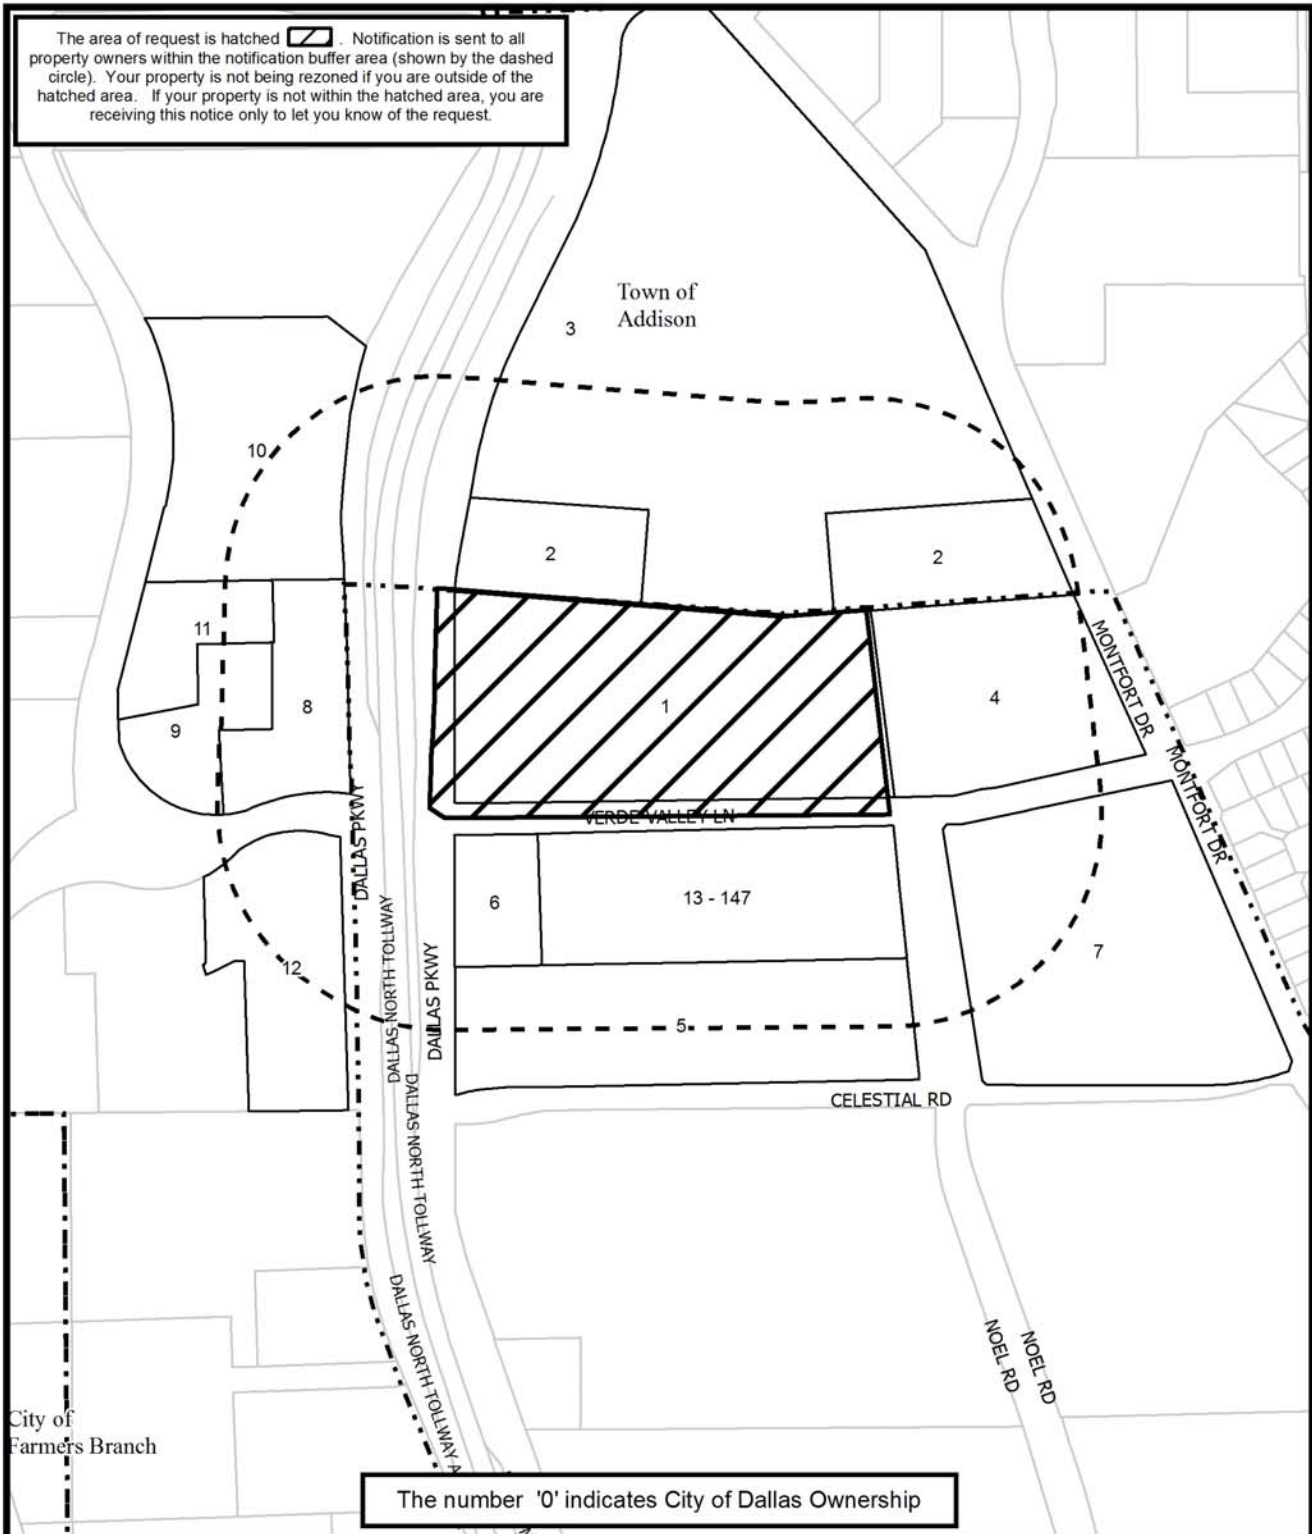 The area of request is hatched . Notification is sent to all
property owners within the notification buffer area (shown by the dashed
circle). Your property is not being rezoned if you are outside of the
hatched area. If your property is not within the hatched area, you are
receiving this notice only to let you know of the request.
Town of
Addison
3
10
2
2
11
8
9
1
4
MONTFORT DR
MONTFORT DR
VERDE VALLEY LN
DALLAS PKWY
6
13 - 147
7
12
DALLAS NORTH TOLLWAY
DALLAS PKWY
5
CELESTIAL RD
DALLAS NORTH TOLLWAY
DALLAS NORTH TOLLWAY
NOEL RD
NOEL RD
City of
Farmers Branch
The number '0' indicates City of Dallas Ownership